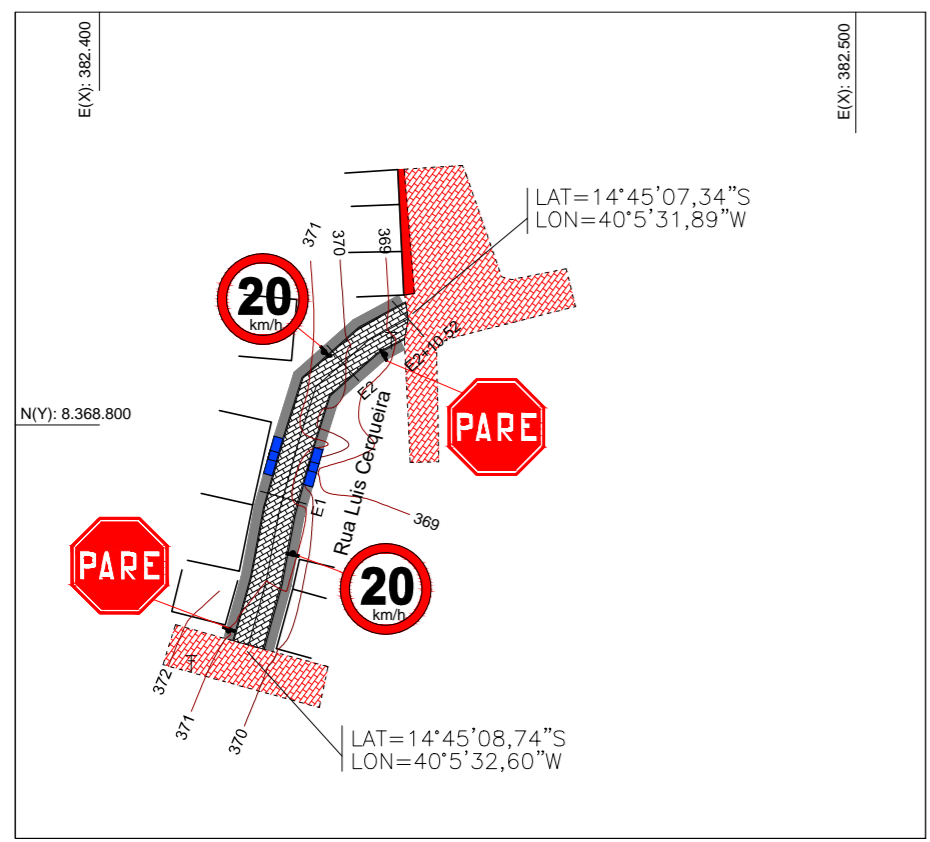 E(X): 382.400
E(X): 382.500
LAT=14°45'07,34"S
LON=40°5'31,89"W
371
370
369
20
km/h
E2+10.52
E2
N(Y): 8.368.800
PARE
Rua Luis Cerqueira
E1
369
PARE
20
km/h
372
371
370
LAT=14°45'08,74"S
LON=40°5'32,60"W